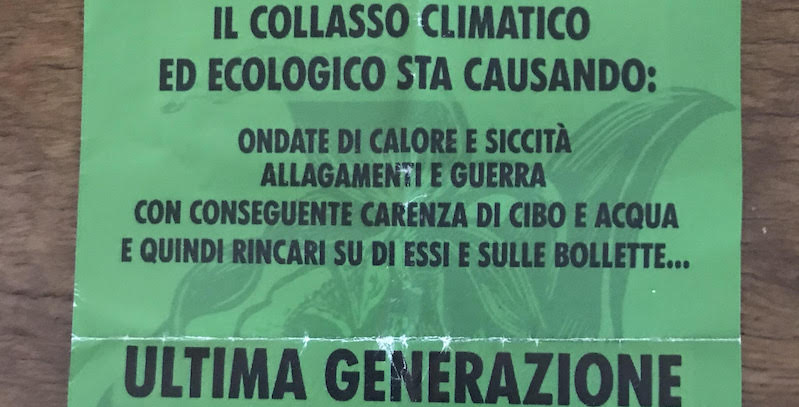 IL COLLASSO CLIMATICO
ED ECOLOGICO STA CAUSANDO:
ONDATE DI CALORE E SICCITÀ
ALLAGAMENTI E GUERRA
CON CONSEGUENTE CARENZA DI CIBO E ACQUA
E QUINDI RINCARI SU DI ESSI E SULLE BOLLETTE...
ULTIMA GENERAZIONE